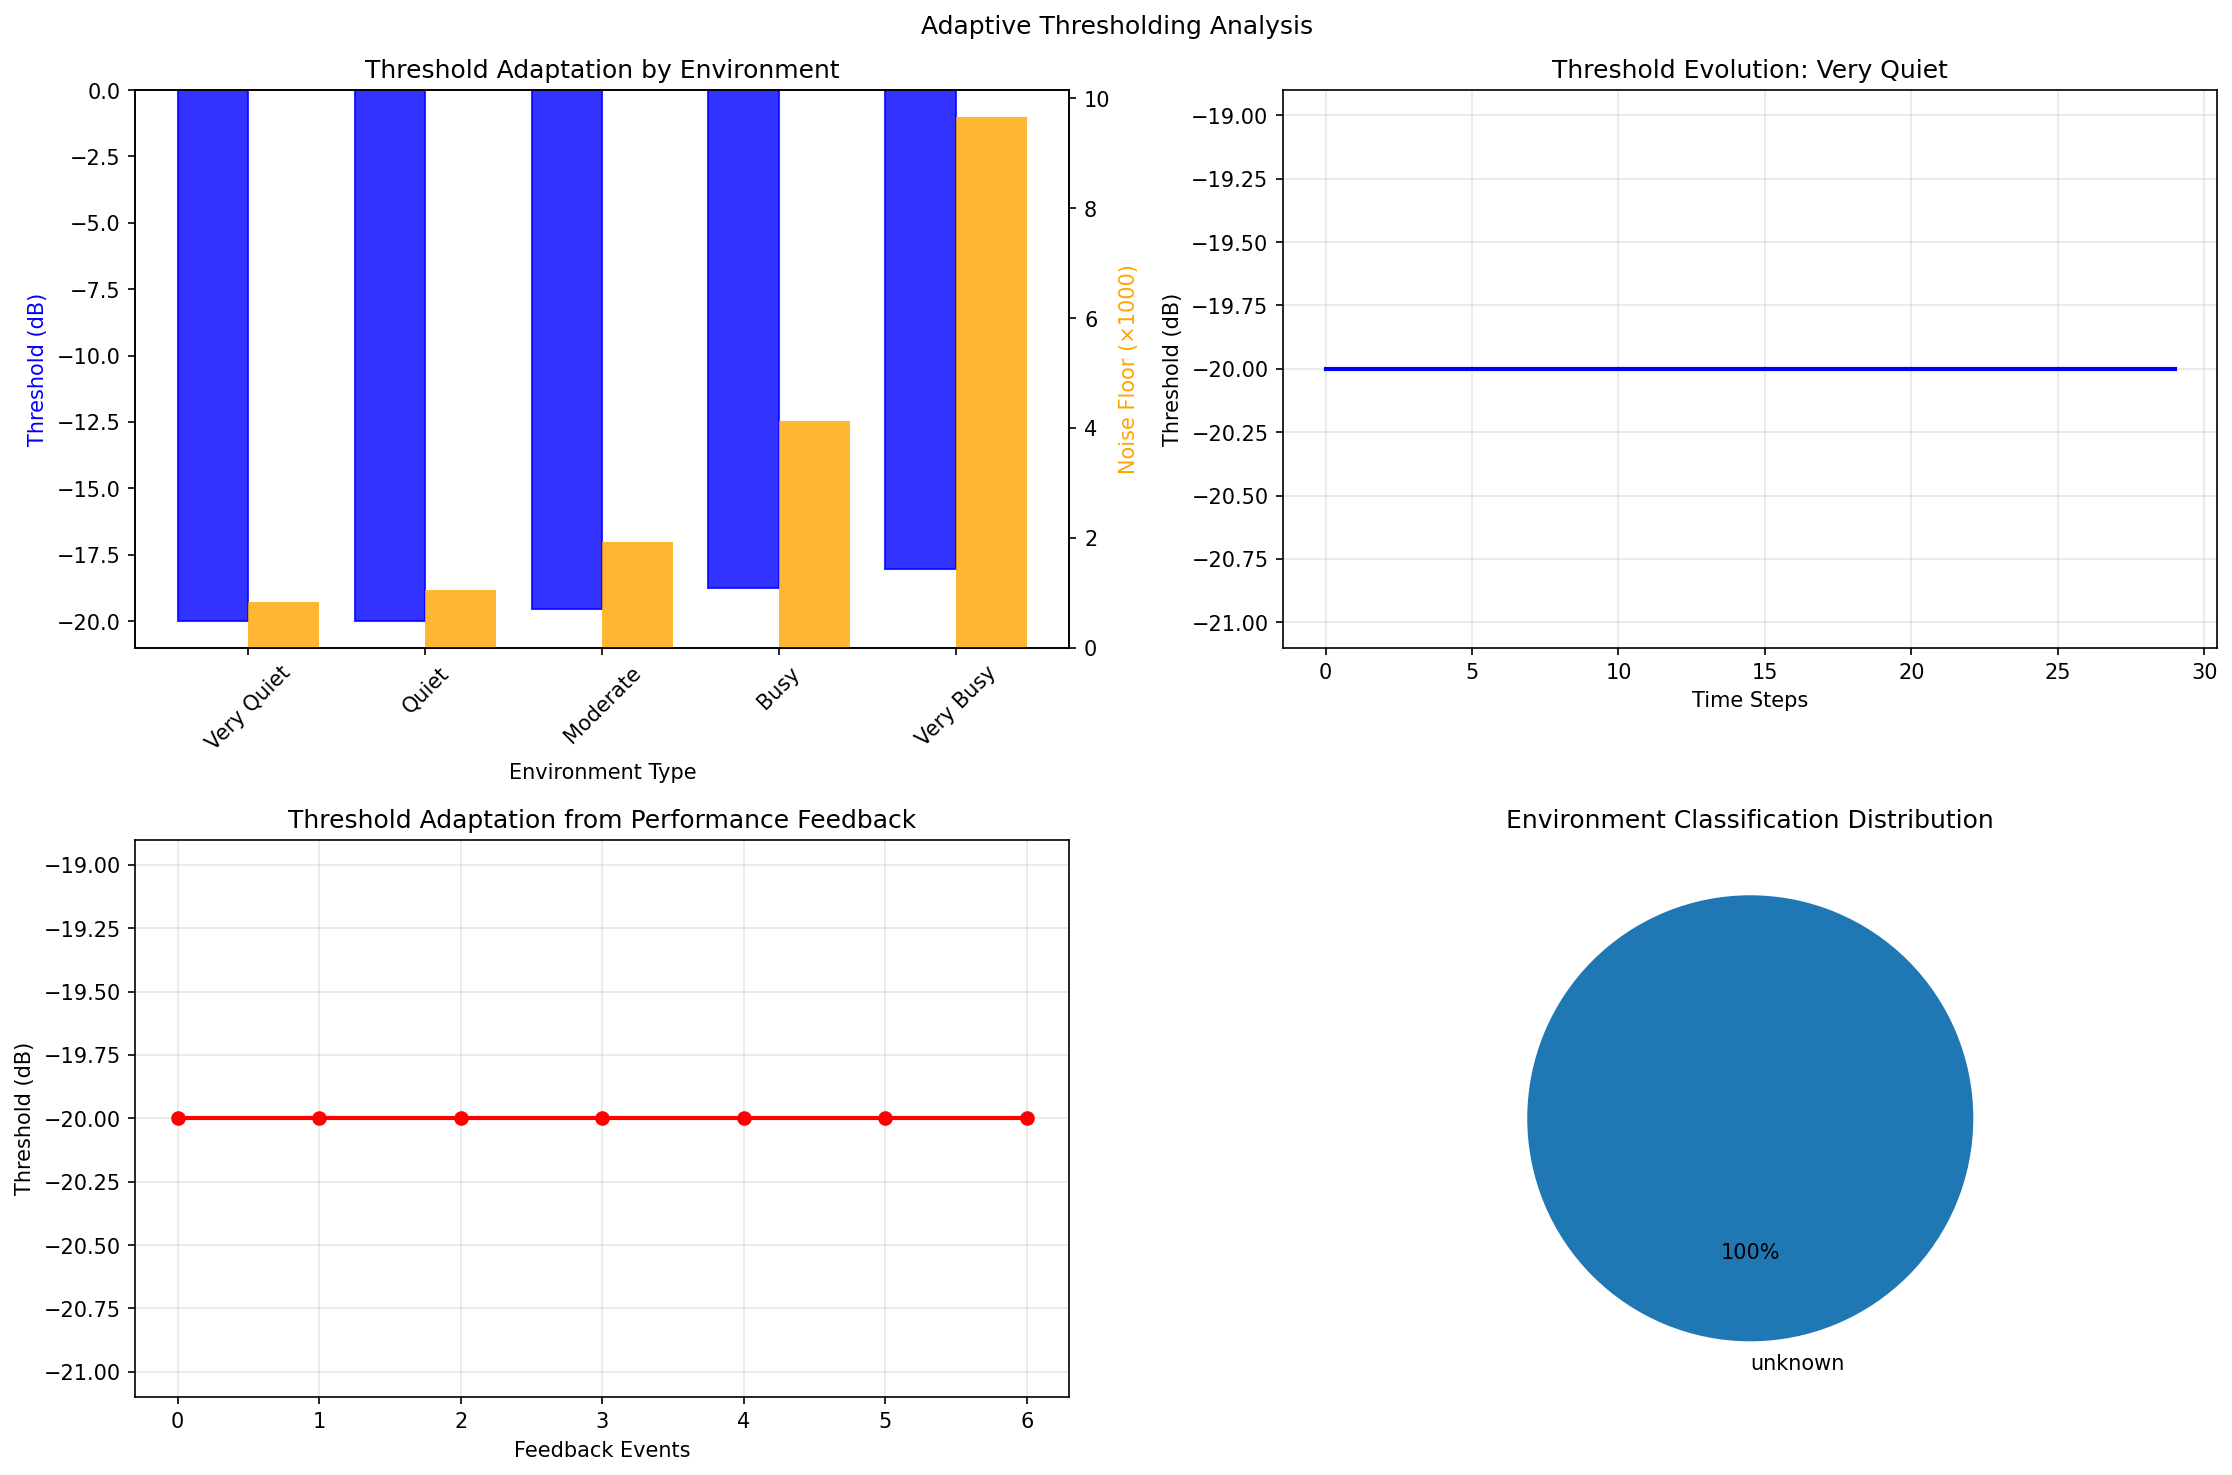 Adaptive Thresholding Analysis
Threshold Adaptation by Environment
0.0
−2.5
−5.0
−7.5
−10.0
−12.5
−15.0
−17.5
−20.0
Threshold (dB)
10
8
6
4
2
0
Noise Floor (×1000)
Very Quiet
Quiet
Moderate
Busy
Very Busy
Environment Type
Threshold Evolution: Very Quiet
−19.00
−19.25
−19.50
−19.75
−20.00
−20.25
−20.50
−20.75
−21.00
Threshold (dB)
0 5 10 15 20 25 30
Time Steps
Threshold Adaptation from Performance Feedback
−19.00
−19.25
−19.50
−19.75
−20.00
−20.25
−20.50
−20.75
−21.00
Threshold (dB)
0 1 2 3 4 5 6
Feedback Events
Environment Classification Distribution
100%
unknown